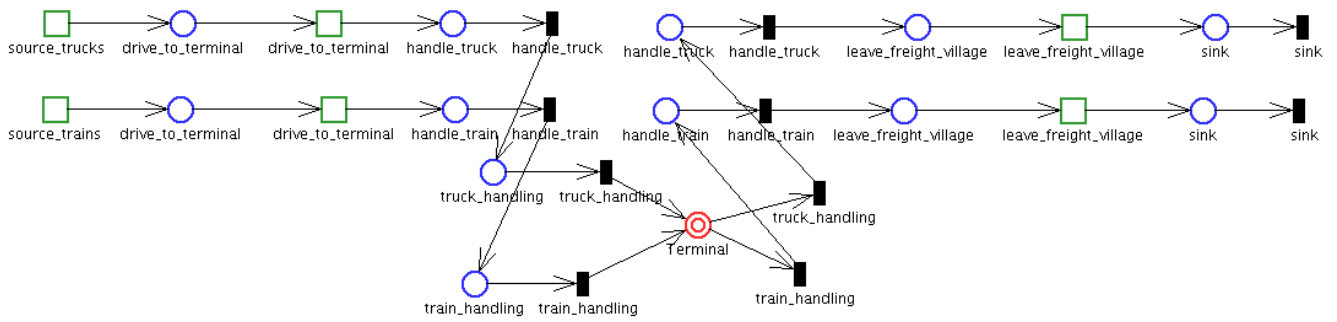 source_trucks drive_to_terminal drive_to_terminal handle_truck handle_truck handle_truck handle_truck leave_freight_village leave_freight_village sink sink
source_trains drive_to_terminal drive_to_terminal handle_train handle_train handle_train handle_train leave_freight_village leave_freight_village sink sink
truck_handling truck_handling truck_handling
Terminal
train_handling train_handling train_handling